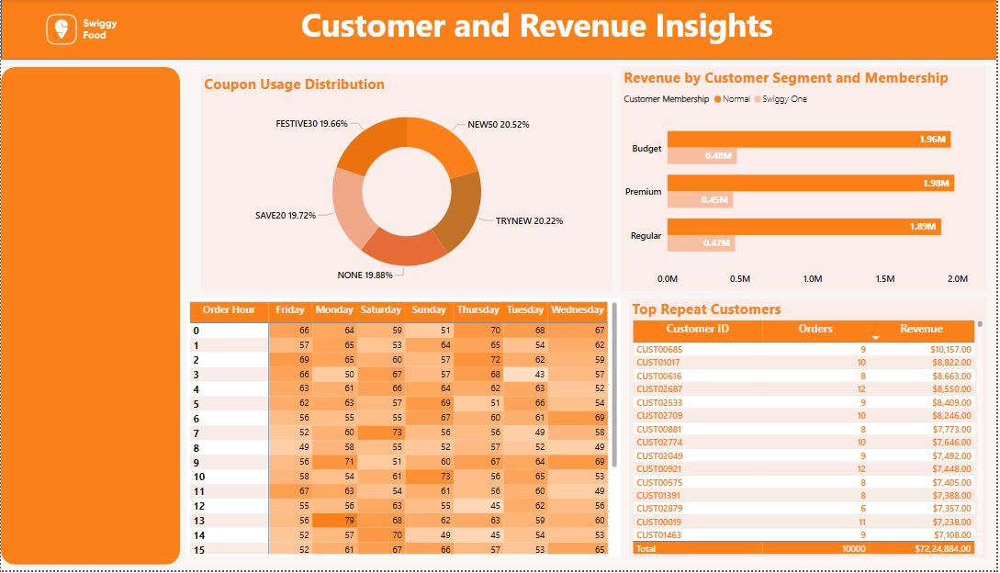 Swiggy
Food
Customer and Revenue Insights
Coupon Usage Distribution
FESTIVE30 19.66%
NEW50 20.52%
SAVE20 19.72%
TRYNEW 20.22%
NONE 19.88%
Revenue by Customer Segment and Membership
Customer Membership Normal Swiggy One
Budget 1.96M
0.48M
Premium 1.98M
0.45M
Regular 1.89M
0.47M
0.0M 0.5M 1.0M 1.5M 2.0M
Order Hour Friday Monday Saturday Sunday Thursday Tuesday Wednesday
0 66 64 59 51 70 68 67
1 57 65 53 64 65 54 62
2 69 65 60 57 72 62 59
3 66 50 67 57 68 43 57
4 63 61 66 64 62 63 52
5 62 63 57 69 51 66 54
6 56 55 55 67 60 61 69
7 52 60 73 56 56 49 58
8 49 58 55 52 57 52 49
9 56 71 51 60 67 64 69
10 58 54 61 73 56 65 53
11 67 63 54 61 56 60 49
12 55 56 63 55 45 62 56
13 56 79 68 62 63 59 60
14 52 57 70 49 45 54 53
15 52 61 67 66 57 53 65
Top Repeat Customers
Customer ID Orders Revenue
CUST00685 9 $10,157.00
CUST01017 10 $8,822.00
CUST00616 8 $8,663.00
CUST02687 12 $8,550.00
CUST02533 9 $8,409.00
CUST02709 10 $8,246.00
CUST00881 8 $7,773.00
CUST02774 10 $7,646.00
CUST02049 9 $7,492.00
CUST00921 12 $7,448.00
CUST00575 8 $7,405.00
CUST01391 8 $7,388.00
CUST02879 6 $7,357.00
CUST00019 11 $7,238.00
CUST01463 9 $7,108.00
Total 10000 $72,24,884.00